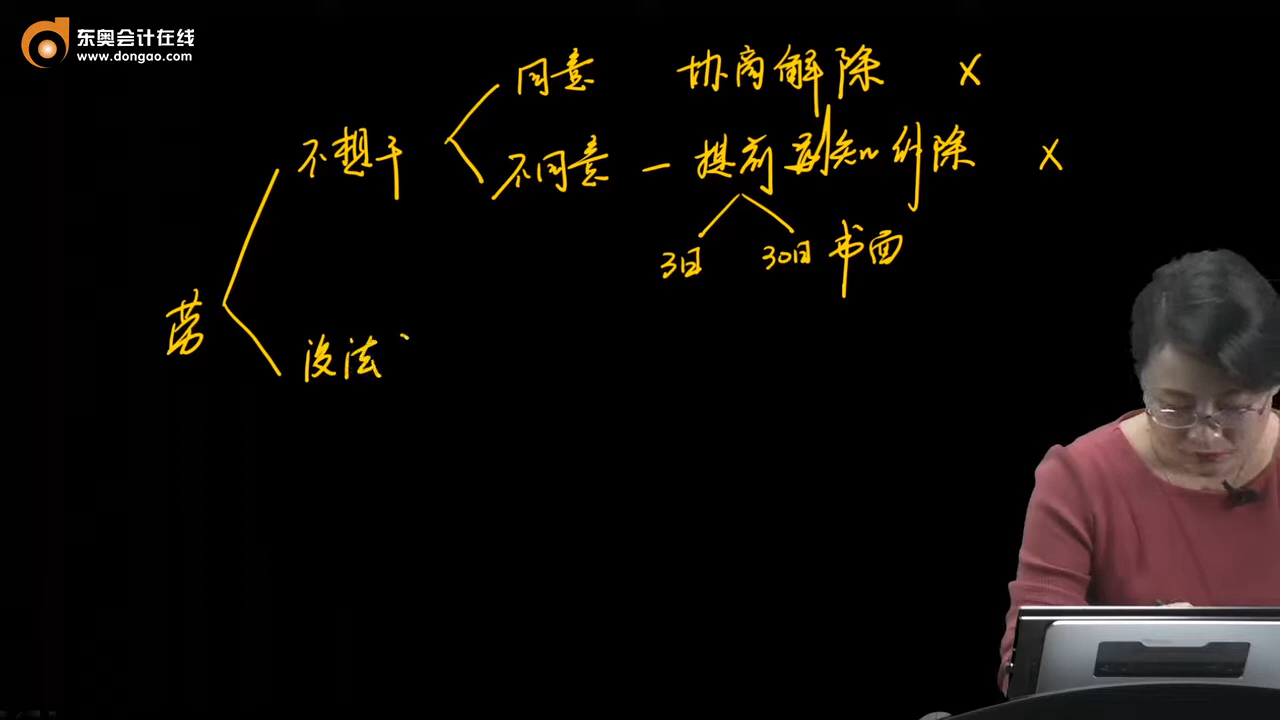 东奥会计在线
www.dongao.com
同意 协商解除 X
不想干
不同意 — 提前通知解除 X
3日 30日 书面
劳
没法